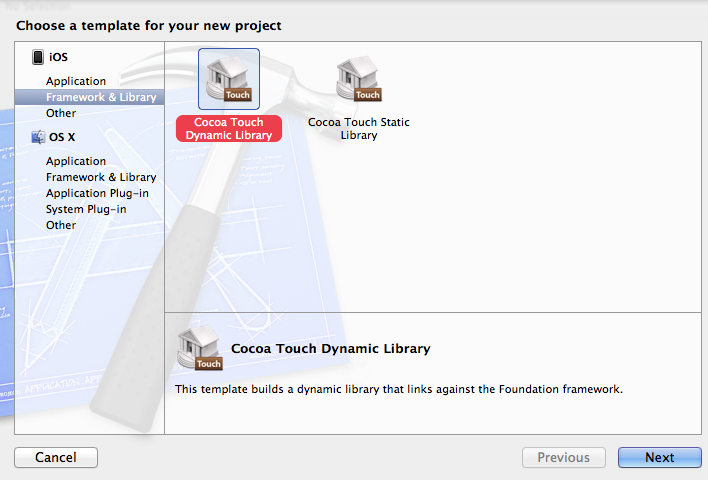 Choose a template for your new project
iOS
Application
Framework & Library
Other
OS X
Application
Framework & Library
Application Plug-in
System Plug-in
Other
Touch
Cocoa Touch
Dynamic Library
Touch
Cocoa Touch Static
Library
Touch
Cocoa Touch Dynamic Library
This template builds a dynamic library that links against the Foundation framework.
Cancel
Previous
Next